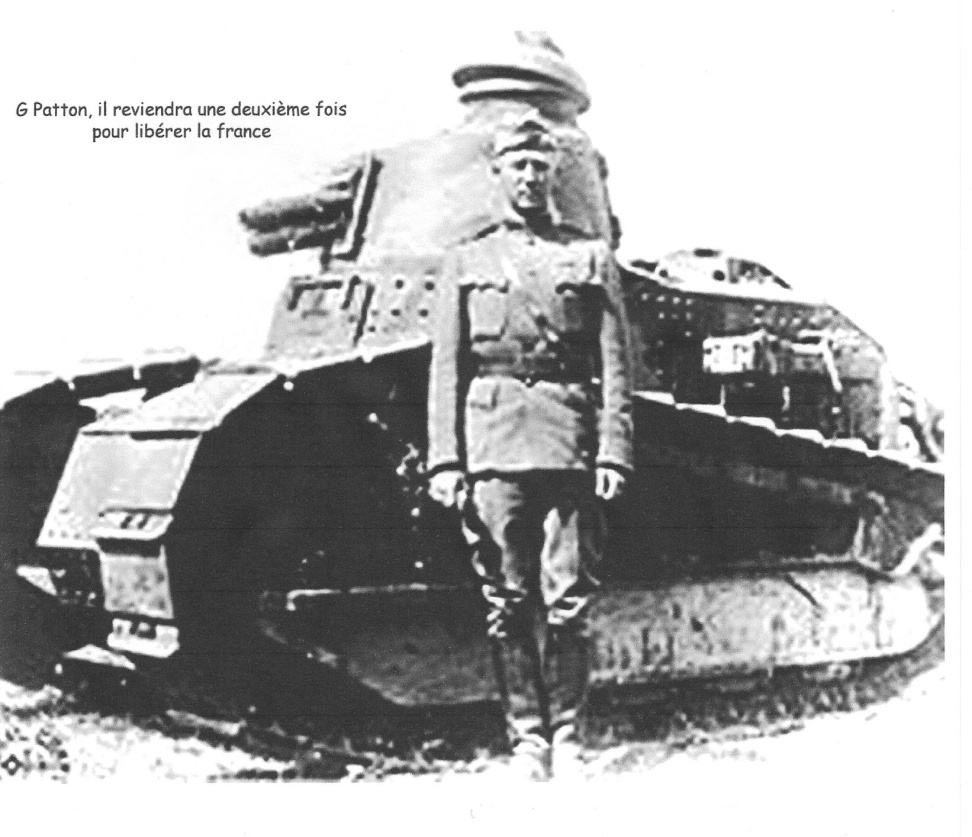 G Patton, il reviendra une deuxième fois
pour libérer la france